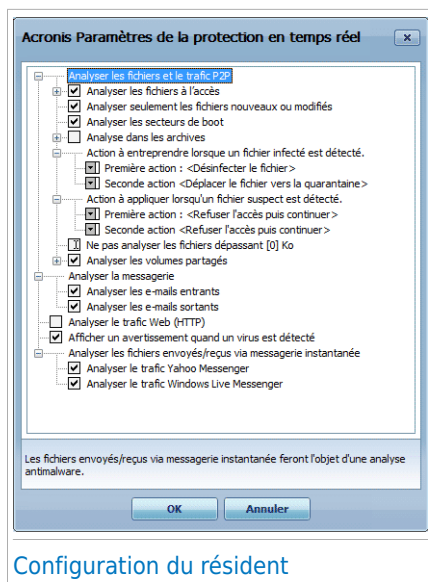 Acronis Paramètres de la protection en temps réel
Analyser les fichiers et le trafic P2P
Analyser les fichiers à l'accès
Analyser seulement les fichiers nouveaux ou modifiés
Analyser les secteurs de boot
Analyse dans les archives
Action à entreprendre lorsque un fichier infecté est détecté.
Première action : <Désinfecter le fichier>
Seconde action <Déplacer le fichier vers la quarantaine>
Action à appliquer lorsqu'un fichier suspect est détecté.
Première action : <Refuser l'accès puis continuer>
Seconde action <Refuser l'accès puis continuer>
Ne pas analyser les fichiers dépassant [0] Ko
Analyser les volumes partagés
Analyser la messagerie
Analyser les e-mails entrants
Analyser les e-mails sortants
Analyser le trafic Web (HTTP)
Afficher un avertissement quand un virus est détecté
Analyser les fichiers envoyés/reçus via messagerie instantanée
Analyser le trafic Yahoo Messenger
Analyser le trafic Windows Live Messenger
Les fichiers envoyés/reçus via messagerie instantanée feront l'objet d'une analyse
antimalware.
OK Annuler
Configuration du résident